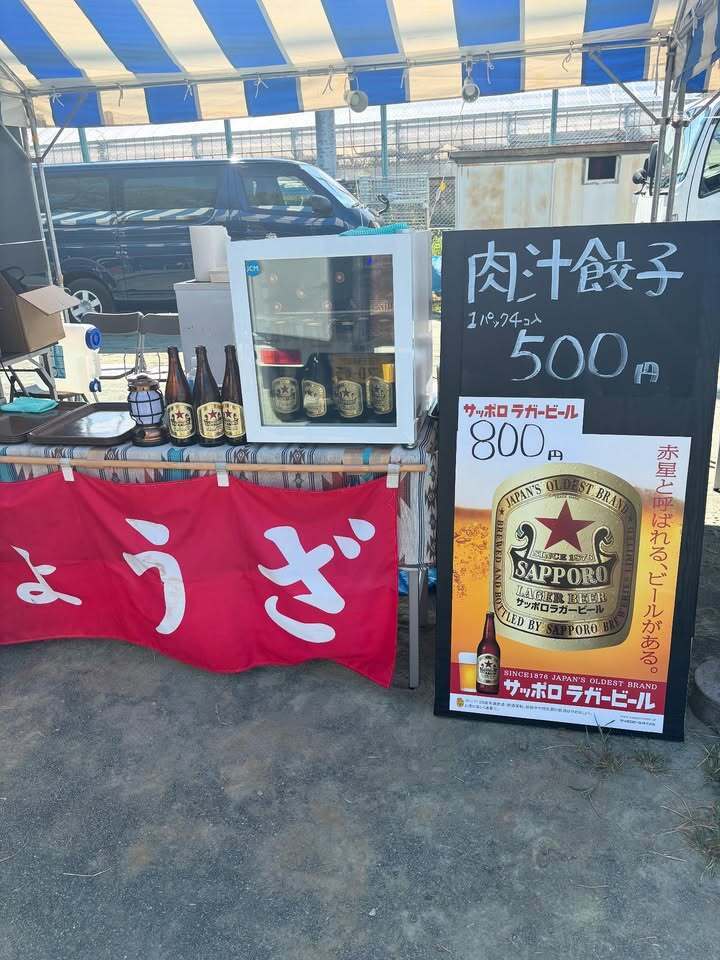 肉汁餃子
1パック4コ入
500円
サッポロ ラガービール
800円
赤星と呼ばれる、ビールがある。
JAPAN'S OLDEST BRAND
SINCE 1876
SAPPORO
LAGER BEER
サッポロラガービール
BREWED AND BOTTLED BY SAPPORO
SINCE1876 JAPAN'S OLDEST BRAND
サッポロ ラガービール
JCM
ょうざ